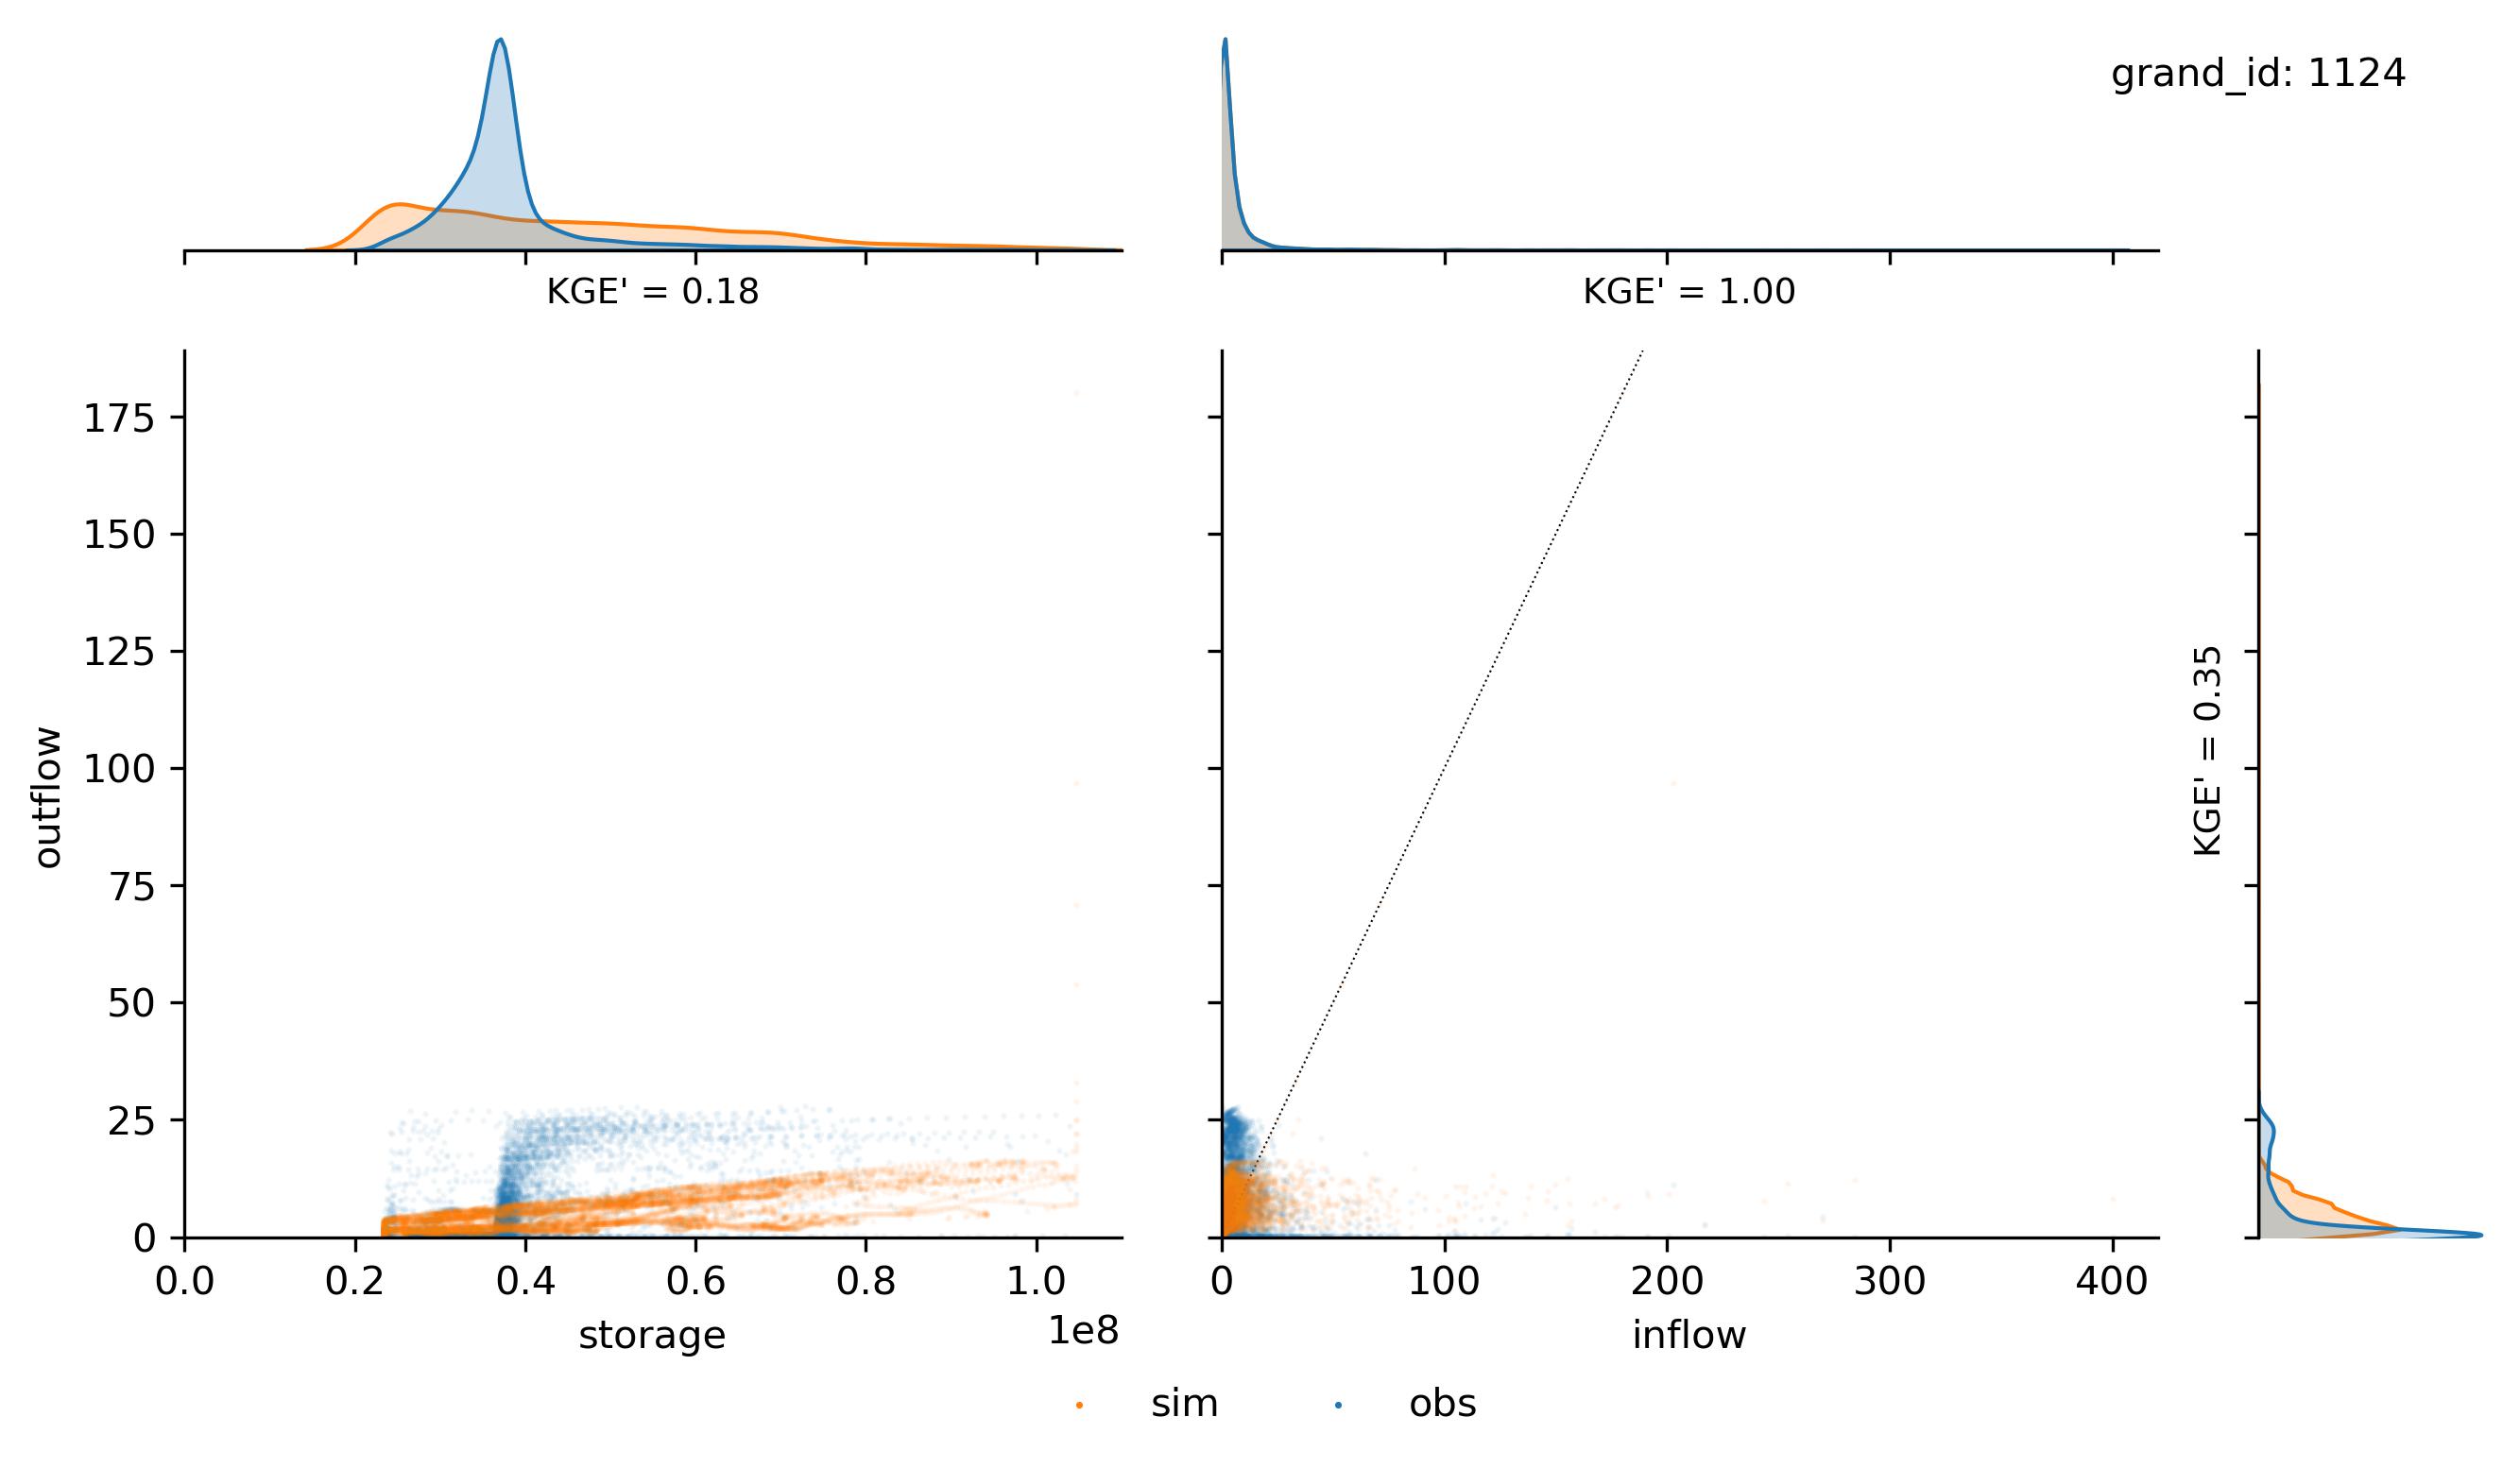 grand_id: 1124
KGE' = 0.18
KGE' = 1.00
175
150
125
100
75
50
25
0
outflow
KGE' = 0.35
0.0 0.2 0.4 0.6 0.8 1.0
1e8
storage
0 100 200 300 400
inflow
sim obs